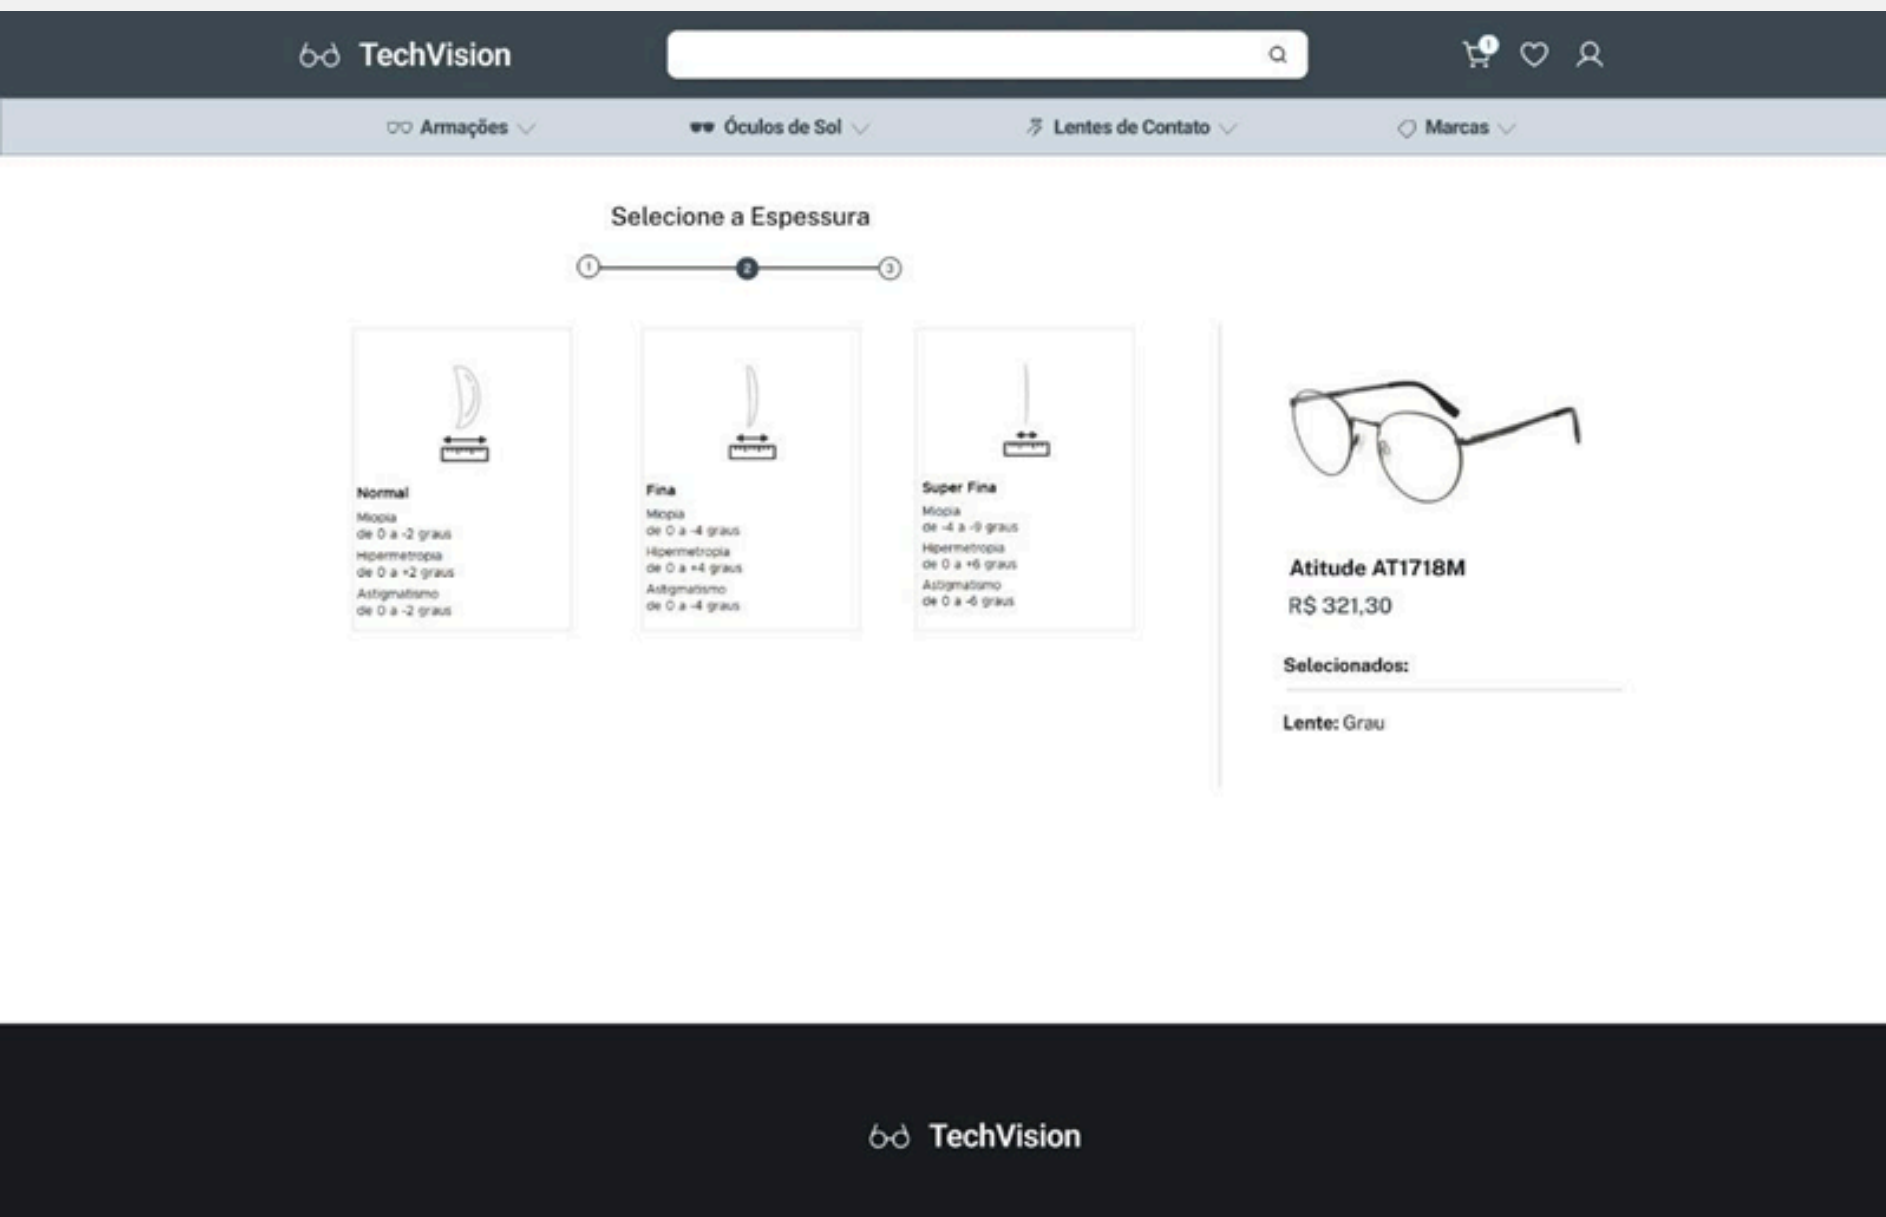 TechVision
1
Armações
Óculos de Sol
Lentes de Contato
Marcas
Selecione a Espessura
1 2 3
Normal
Miopia
de 0 a -2 graus
Hipermetropia
de 0 a +2 graus
Astigmatismo
de 0 a -2 graus
Fina
Miopia
de 0 a -4 graus
Hipermetropia
de 0 a +4 graus
Astigmatismo
de 0 a -4 graus
Super Fina
Miopia
de -4 a -9 graus
Hipermetropia
de 0 a +6 graus
Astigmatismo
de 0 a -6 graus
Atitude AT1718M
R$ 321,30
Selecionados:
Lente: Grau
TechVision